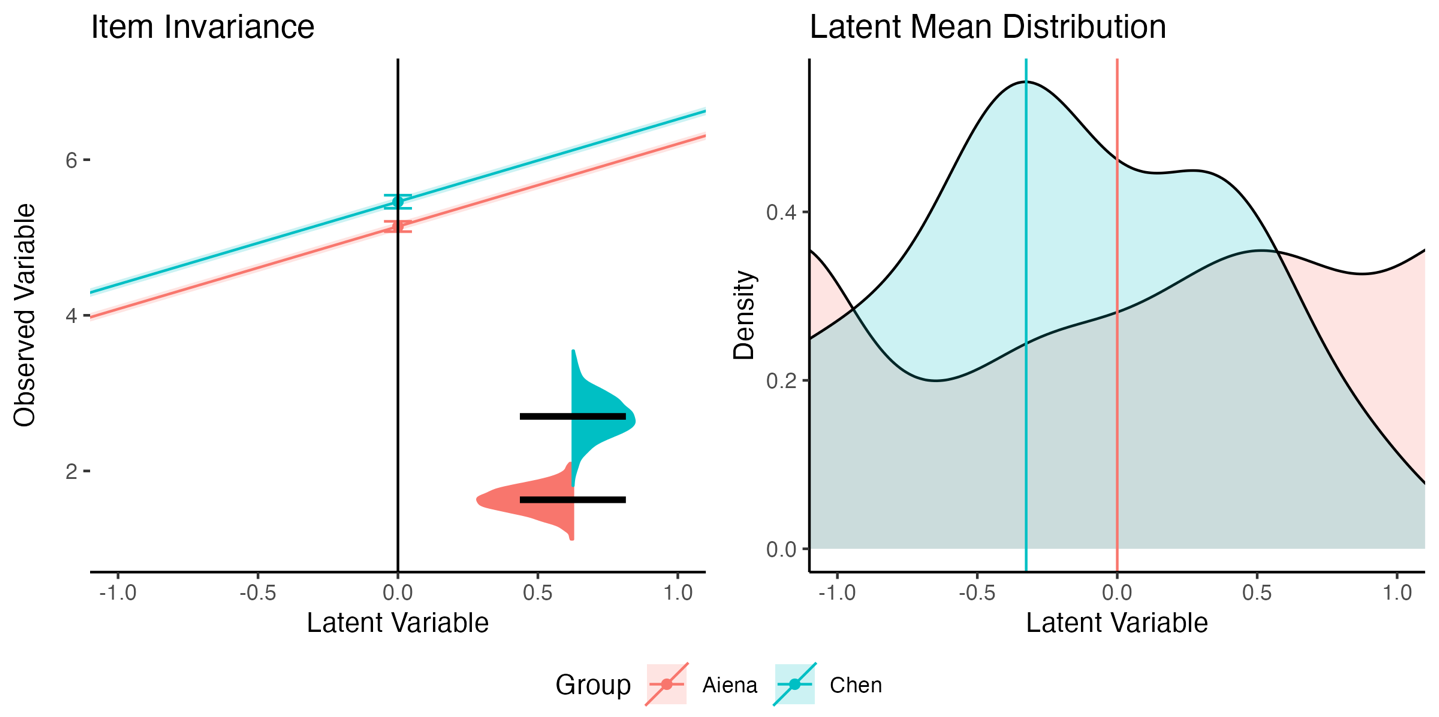 Item Invariance
Observed Variable
6
4
2
-1.0 -0.5 0.0 0.5 1.0
Latent Variable
Latent Mean Distribution
Density
0.4
0.2
0.0
-1.0 -0.5 0.0 0.5 1.0
Latent Variable
Group Aiena Chen